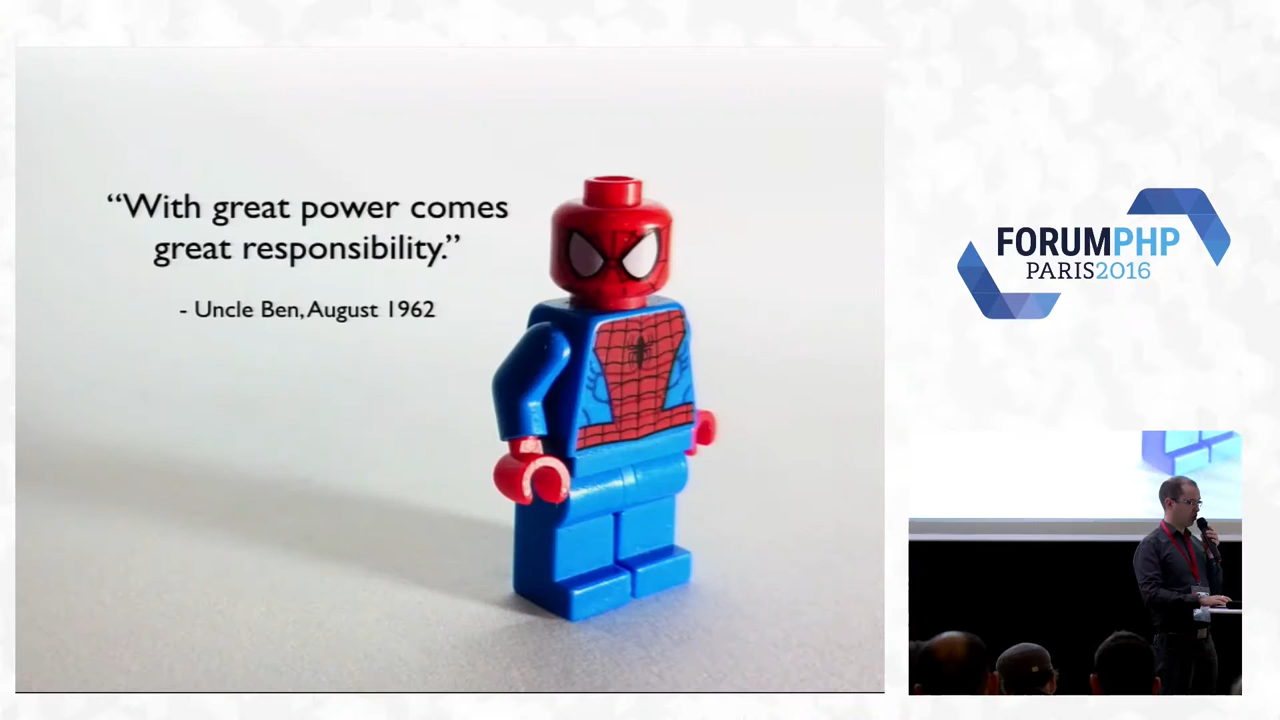 “With great power comes
great responsibility.”
- Uncle Ben, August 1962
FORUMPHP
PARIS2016